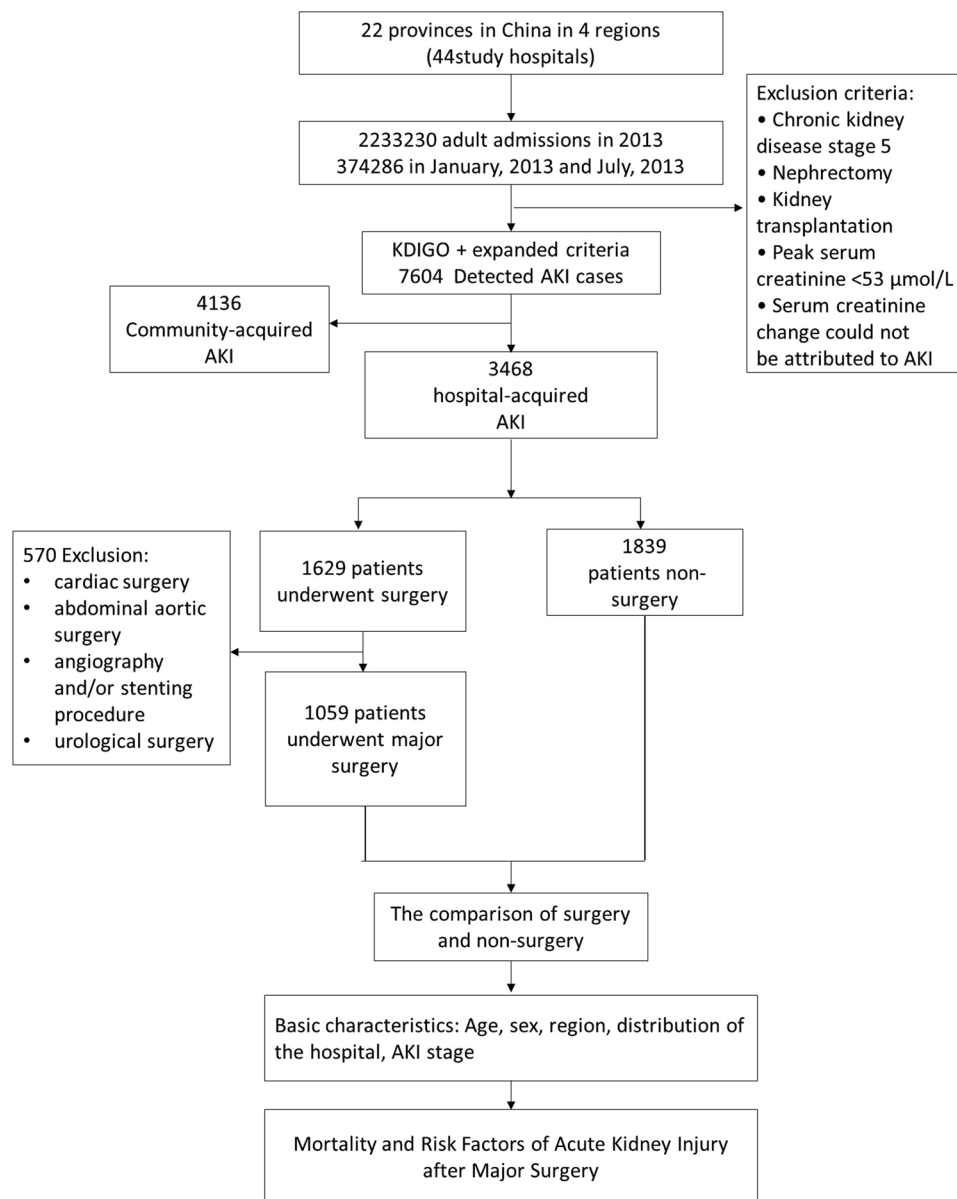 22 provinces in China in 4 regions
(44study hospitals)
2233230 adult admissions in 2013
374286 in January, 2013 and July, 2013
Exclusion criteria:
• Chronic kidney
disease stage 5
• Nephrectomy
• Kidney
transplantation
• Peak serum
creatinine <53 μmol/L
• Serum creatinine
change could not
be attributed to AKI
KDIGO + expanded criteria
7604 Detected AKI cases
4136
Community-acquired
AKI
3468
hospital-acquired
AKI
570 Exclusion:
• cardiac surgery
• abdominal aortic
surgery
• angiography
and/or stenting
procedure
• urological surgery
1629 patients
underwent surgery
1839
patients non-
surgery
1059 patients
underwent major
surgery
The comparison of surgery
and non-surgery
Basic characteristics: Age, sex, region, distribution of
the hospital, AKI stage
Mortality and Risk Factors of Acute Kidney Injury
after Major Surgery